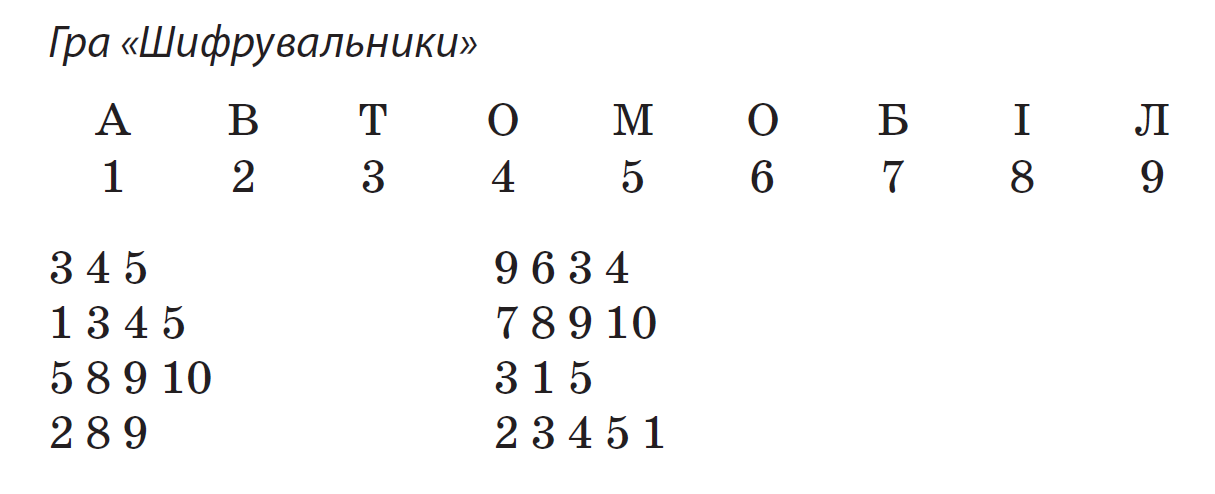 Гра «Шифрувальники»
А В Т О М О Б І Л
1 2 3 4 5 6 7 8 9
3 4 5
1 3 4 5
5 8 9 10
2 8 9
9 6 3 4
7 8 9 10
3 1 5
2 3 4 5 1